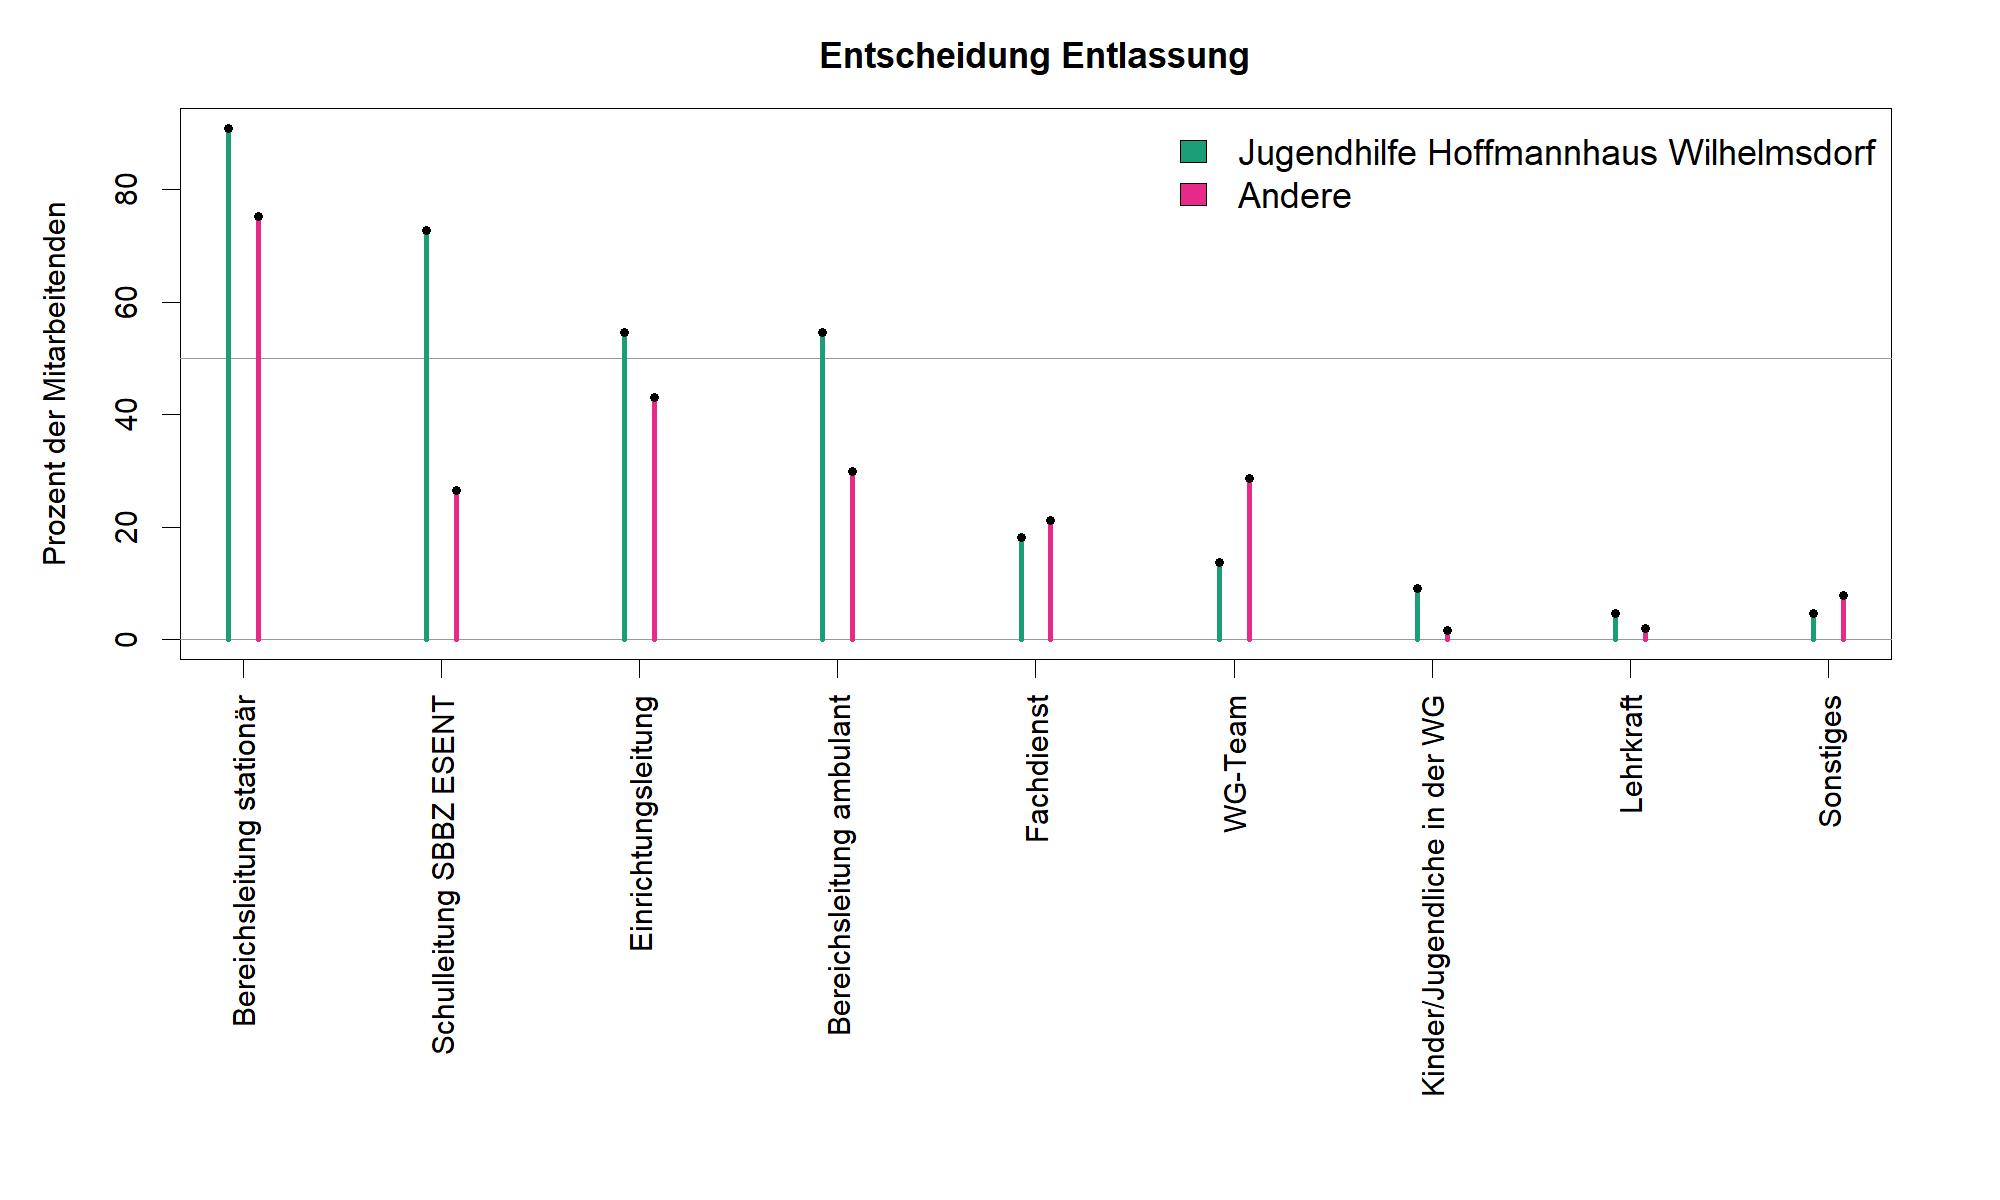 Entscheidung Entlassung
Jugendhilfe Hoffmannhaus Wilhelmsdorf
Andere
Prozent der Mitarbeitenden
80
60
40
20
0
Bereichsleitung stationär
Schulleitung SBBZ ESENT
Einrichtungsleitung
Bereichsleitung ambulant
Fachdienst
WG-Team
Kinder/Jugendliche in der WG
Lehrkraft
Sonstiges